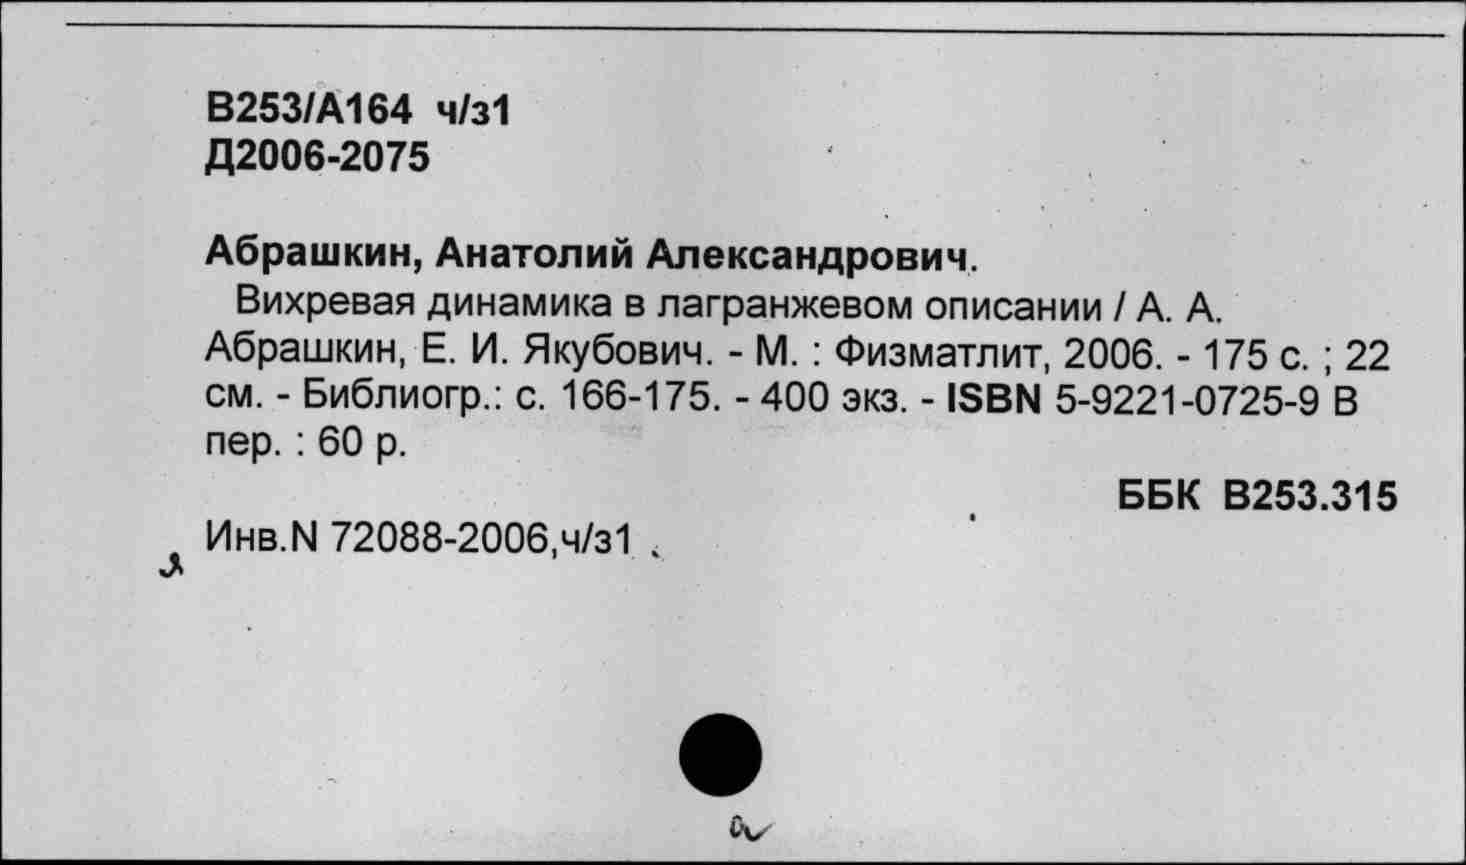 В253/А164 ч/з1
Д2006-2075
Абрашкин, Анатолий Александрович.
Вихревая динамика в лагранжевом описании / А. А.
Абрашкин, Е. И. Якубович. - М. : Физматлит, 2006. - 175 с. ; 22
см. - Библиогр.: с. 166-175. - 400 экз. - ISBN 5-9221-0725-9 В
пер. : 60 р.
ББК В253.315
Инв.N 72088-2006,ч/з1